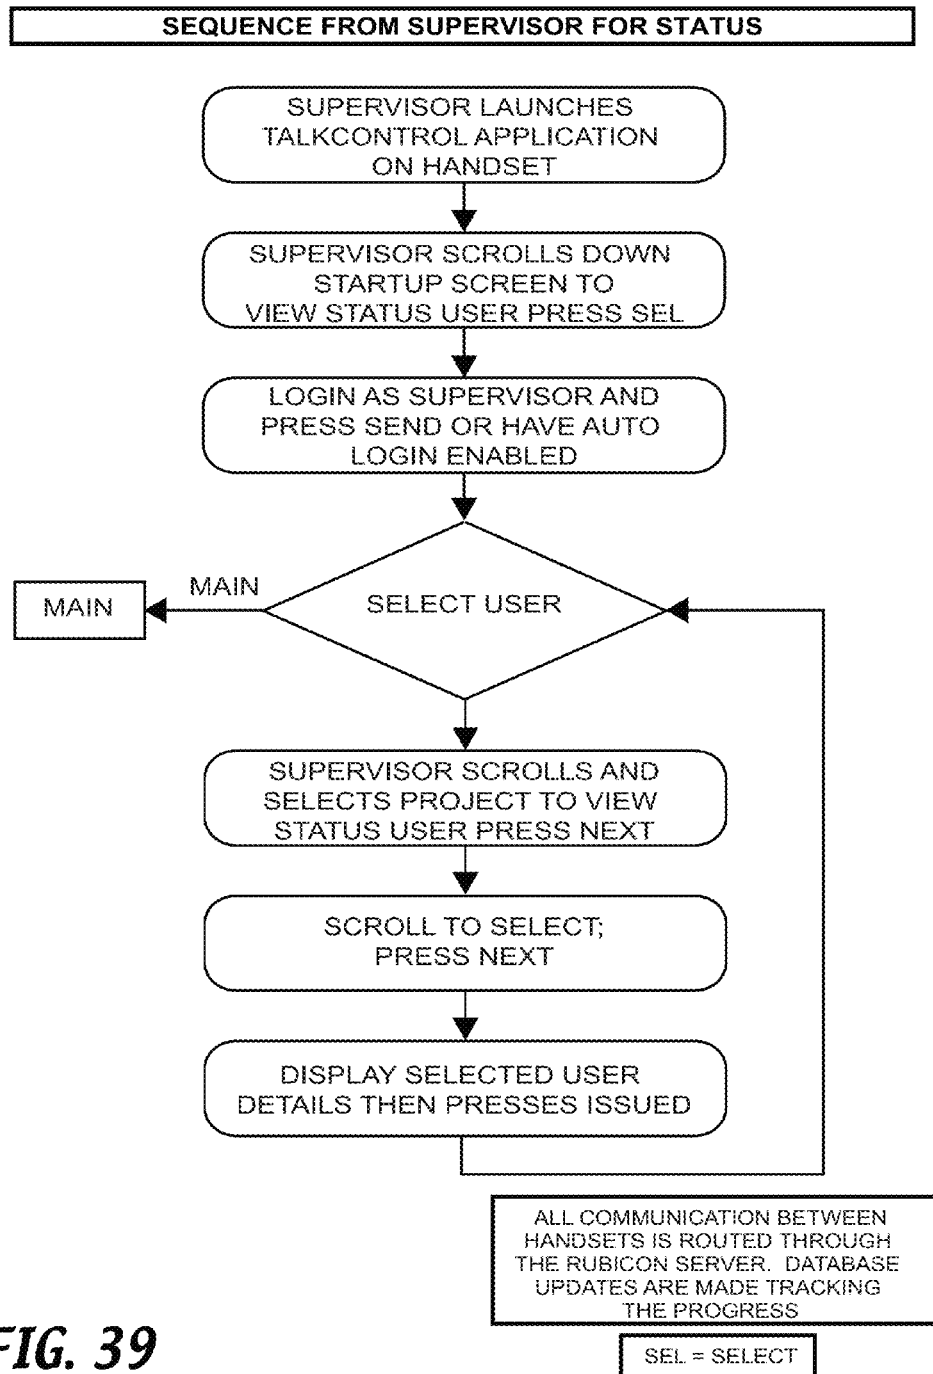 SEQUENCE FROM SUPERVISOR FOR STATUS
SUPERVISOR LAUNCHES
TALKCONTROL APPLICATION
ON HANDSET
SUPERVISOR SCROLLS DOWN
STARTUP SCREEN TO
VIEW STATUS USER PRESS SEL
LOGIN AS SUPERVISOR AND
PRESS SEND OR HAVE AUTO
LOGIN ENABLED
MAIN
MAIN
SELECT USER
SUPERVISOR SCROLLS AND
SELECTS PROJECT TO VIEW
STATUS USER PRESS NEXT
SCROLL TO SELECT;
PRESS NEXT
DISPLAY SELECTED USER
DETAILS THEN PRESSES ISSUED
ALL COMMUNICATION BETWEEN
HANDSETS IS ROUTED THROUGH
THE RUBICON SERVER. DATABASE
UPDATES ARE MADE TRACKING
THE PROGRESS
FIG. 39
SEL = SELECT